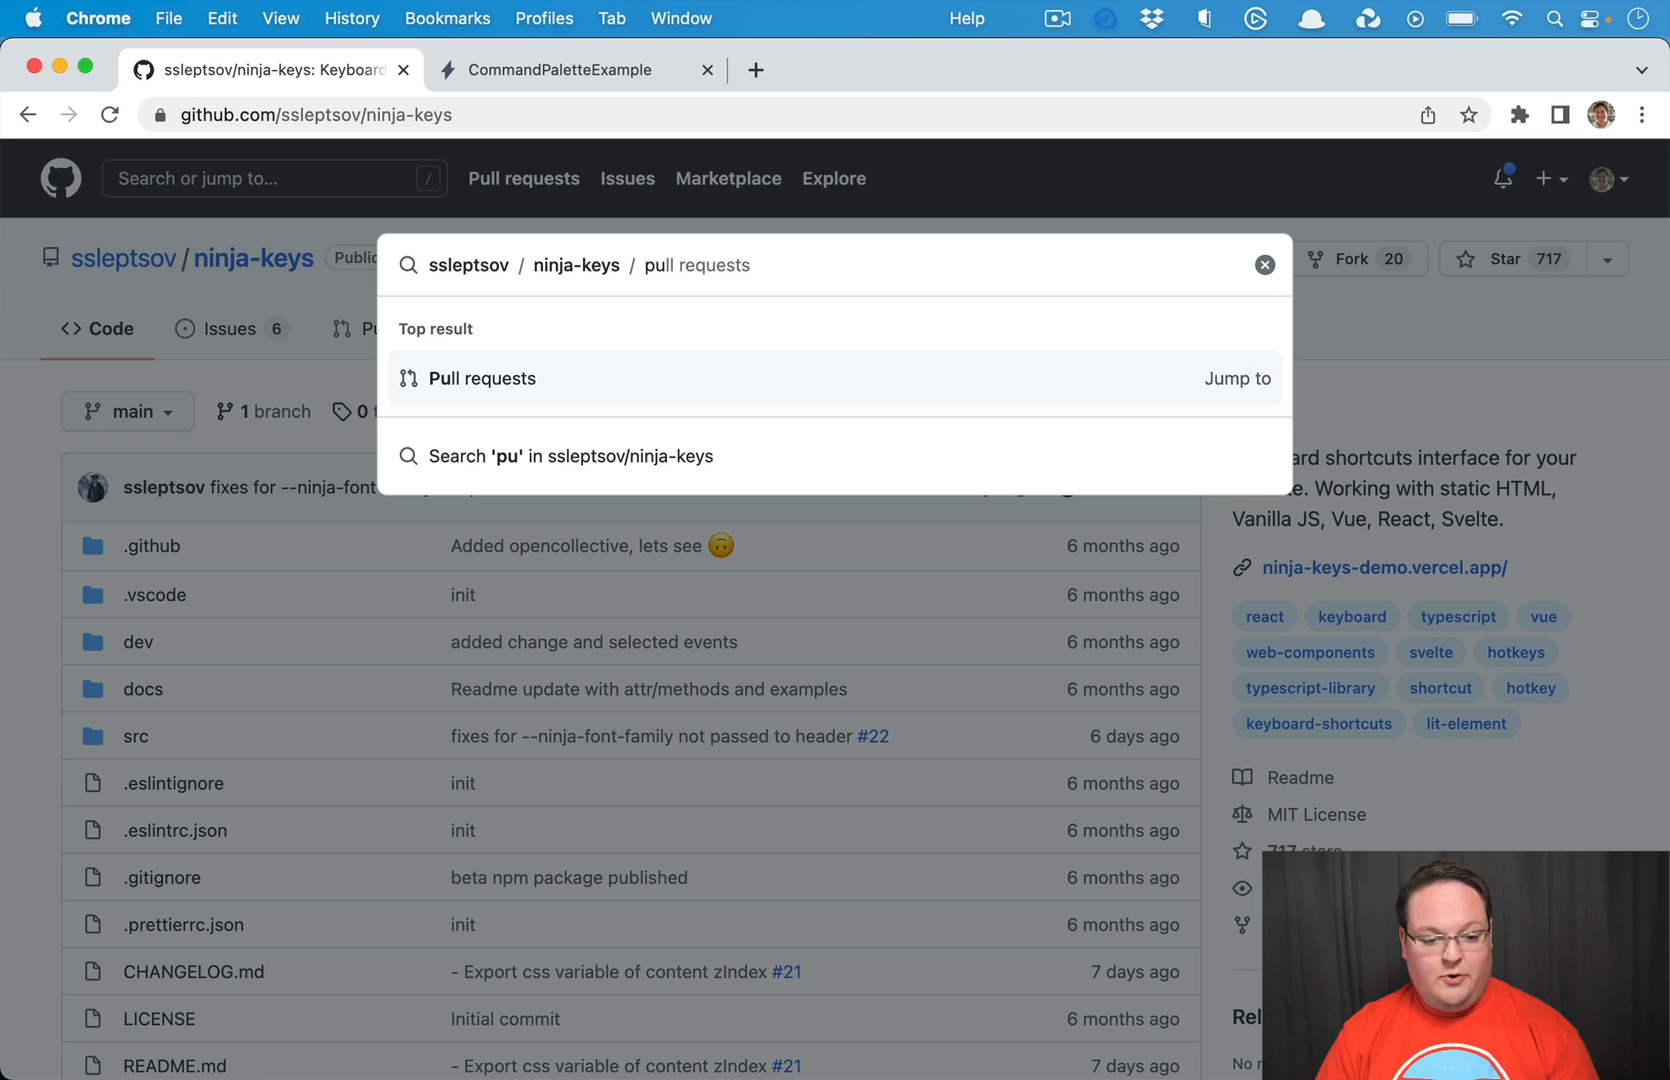 Chrome File Edit View History Bookmarks Profiles Tab Window Help
ssleptsov/ninja-keys: Keyboard CommandPaletteExample
github.com/ssleptsov/ninja-keys
Search or jump to... / Pull requests Issues Marketplace Explore
ssleptsov / ninja-keys Public Fork 20 Star 717
ssleptsov / ninja-keys / pull requests
Code Issues 6
Top result
Pull requests Jump to
main 1 branch 0
Search 'pu' in ssleptsov/ninja-keys
shortcuts interface for your
Working with static HTML,
Vanilla JS, Vue, React, Svelte.
ninja-keys-demo.vercel.app/
react keyboard typescript vue
web-components svelte hotkeys
typescript-library shortcut hotkey
keyboard-shortcuts lit-element
Readme
MIT License
717 stars
ssleptsov fixes for --ninja-font-
.github Added opencollective, lets see 🙃 6 months ago
.vscode init 6 months ago
dev added change and selected events 6 months ago
docs Readme update with attr/methods and examples 6 months ago
src fixes for --ninja-font-family not passed to header #22 6 days ago
.eslintignore init 6 months ago
.eslintrc.json init 6 months ago
.gitignore beta npm package published 6 months ago
.prettierrc.json init 6 months ago
CHANGELOG.md - Export css variable of content zIndex #21 7 days ago
LICENSE Initial commit 6 months ago
README.md - Export css variable of content zIndex #21 7 days ago
Rel
No